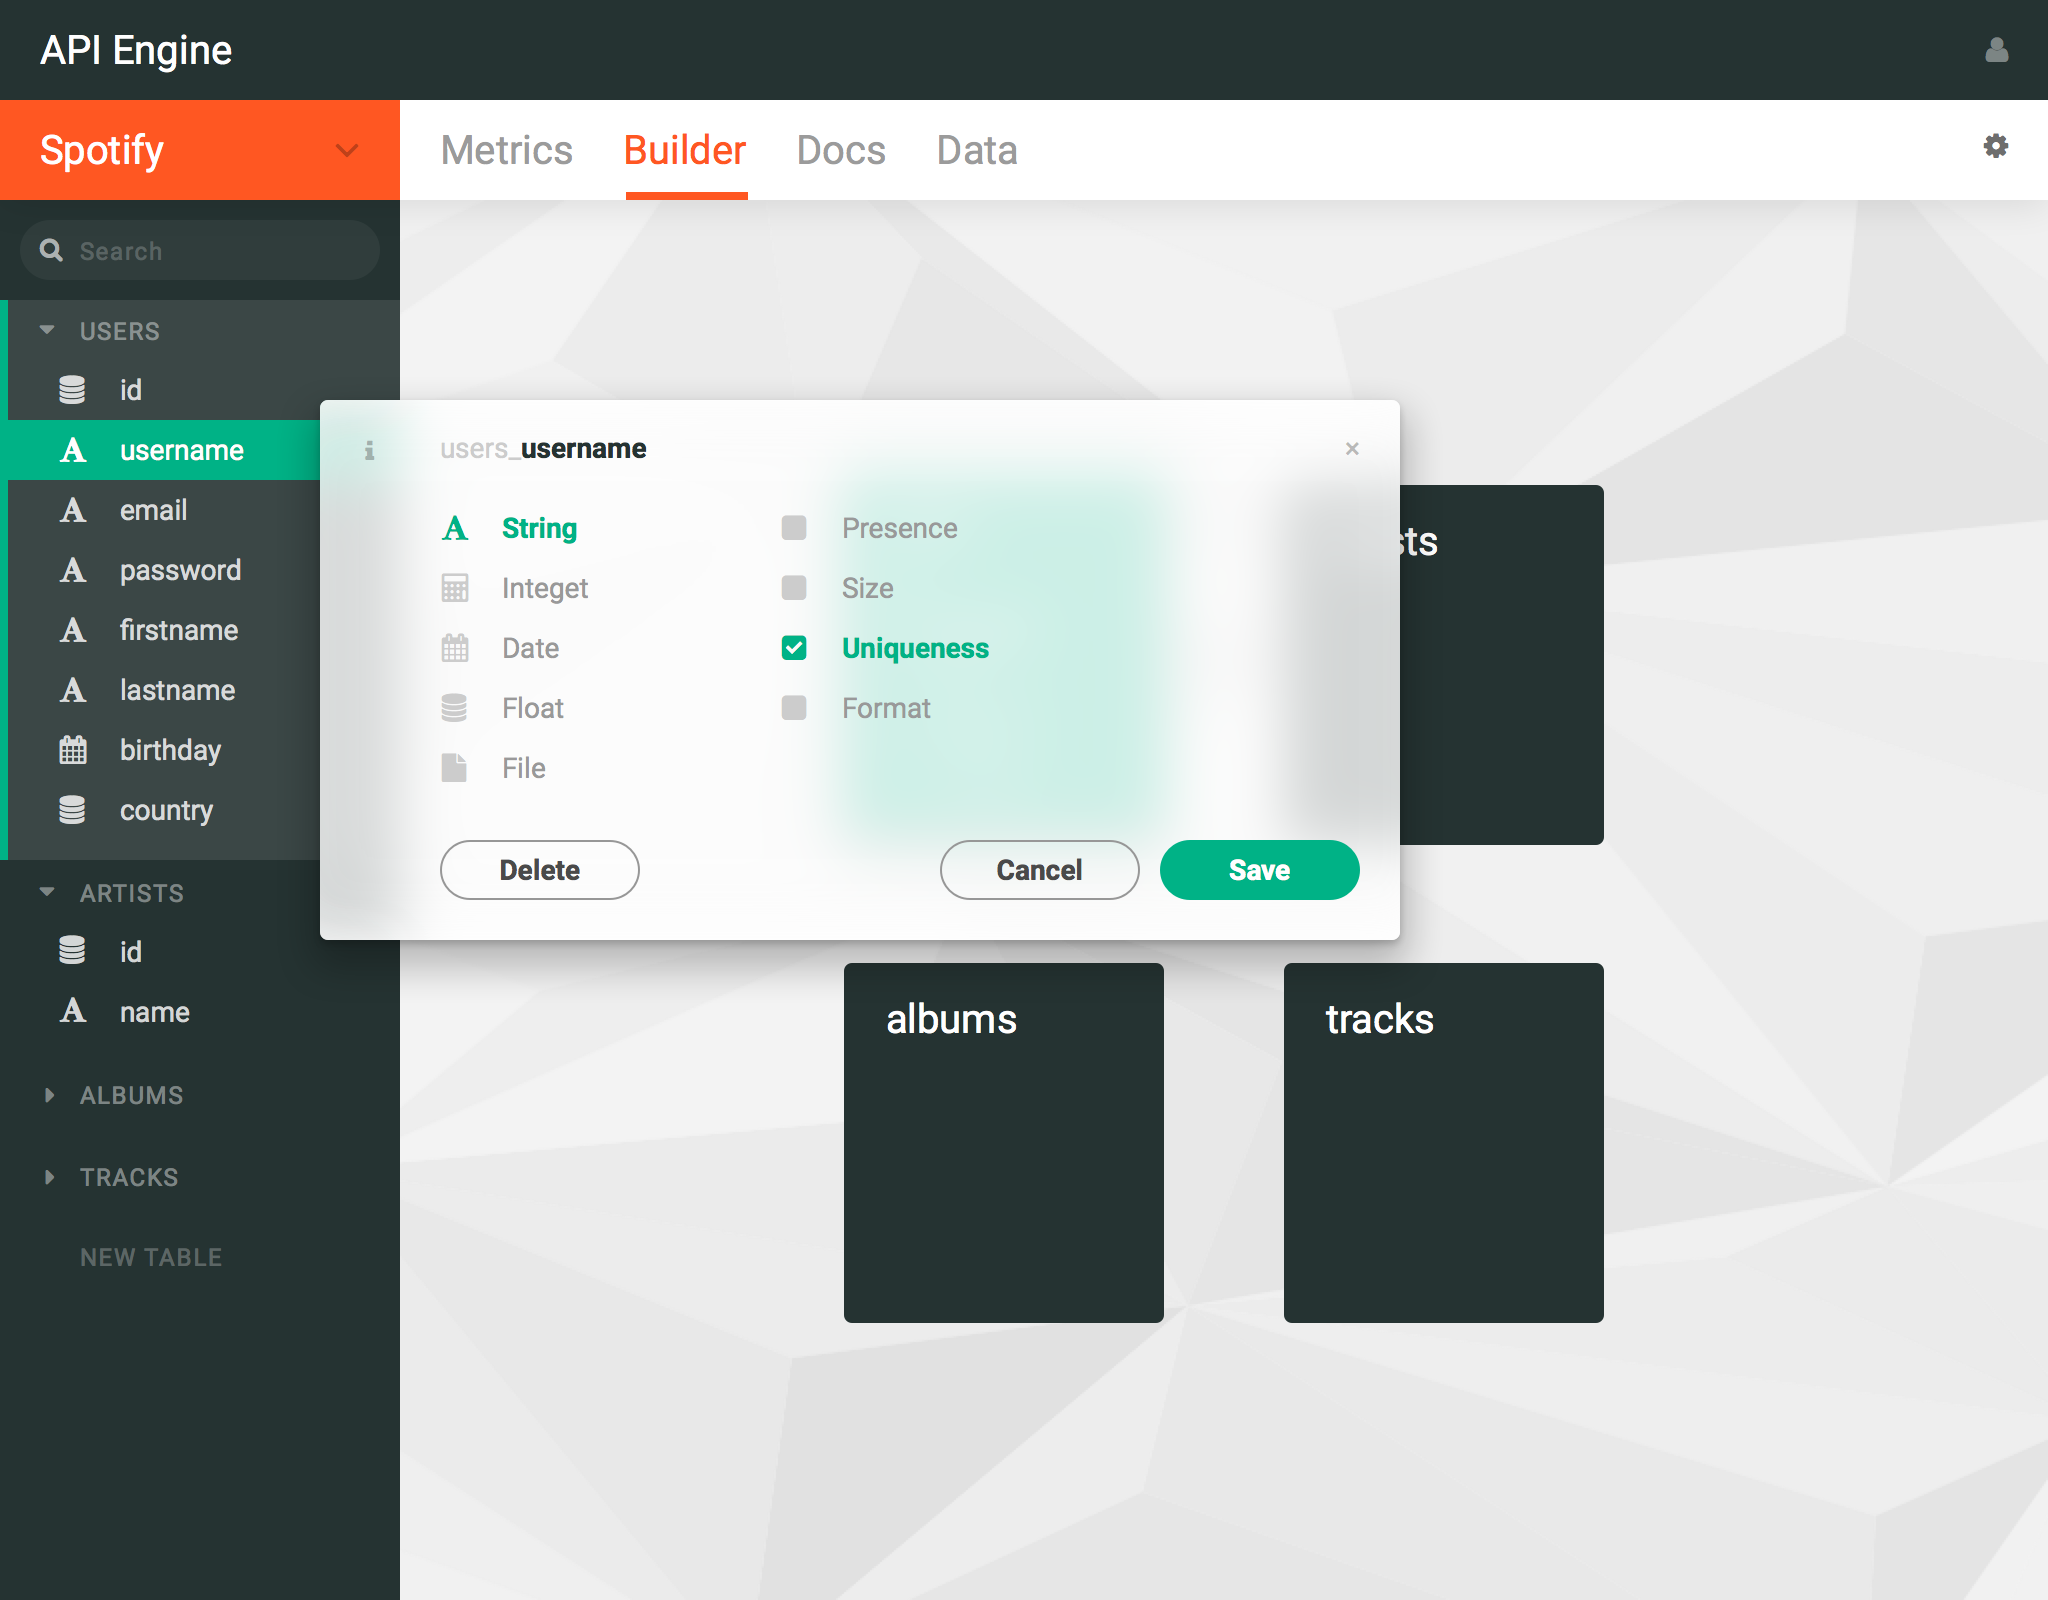 API Engine
Spotify
Metrics Builder Docs Data
Search
USERS
id
username
email
password
firstname
lastname
birthday
country
ARTISTS
id
name
ALBUMS
TRACKS
NEW TABLE
i
users_username
×
String
Integet
Date
Float
File
Presence
Size
Uniqueness
Format
Delete
Cancel
Save
sts
albums
tracks